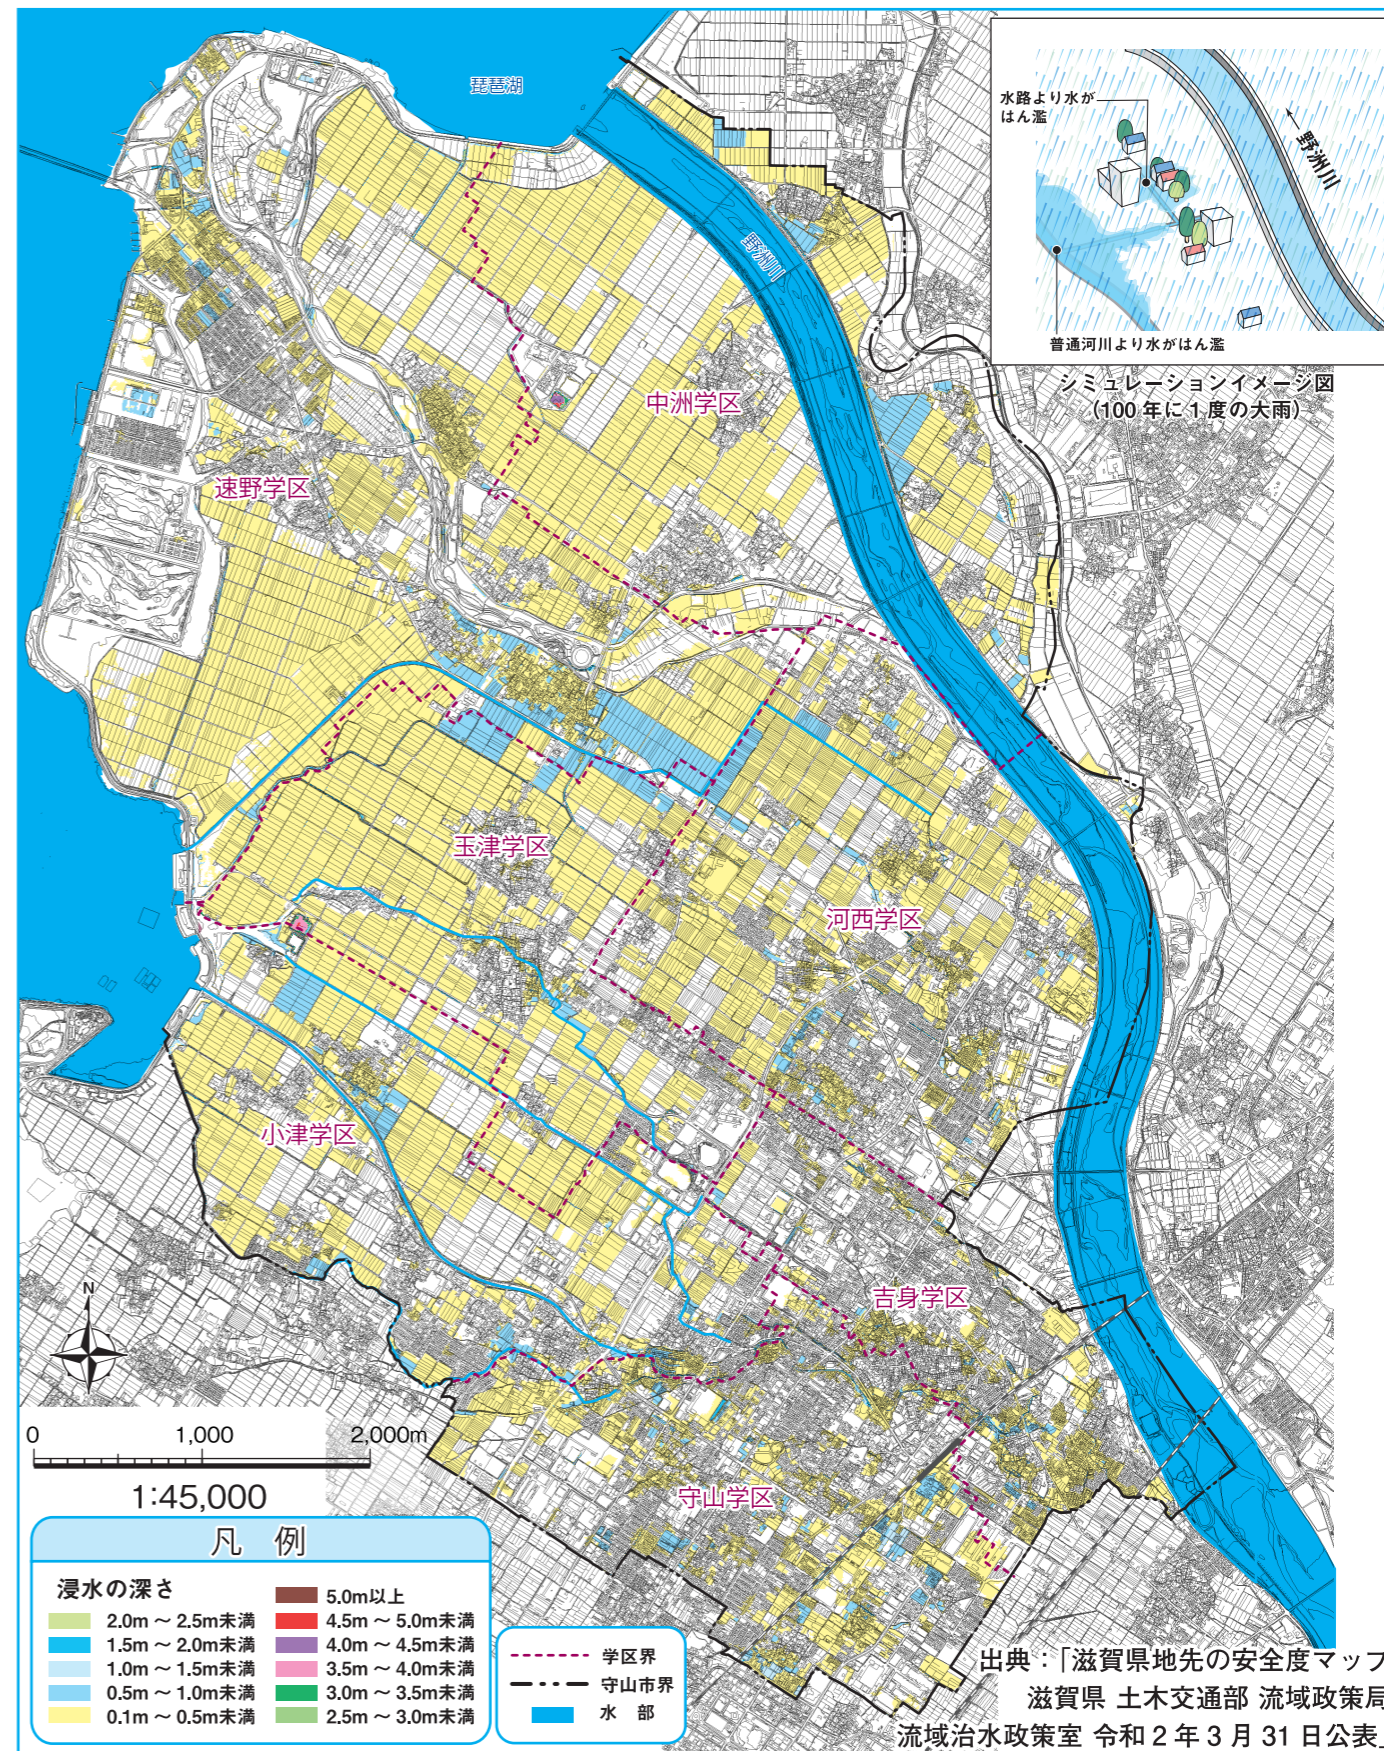 琵琶湖
水路より水が
はん濫
野洲川
普通河川より水がはん濫
シミュレーションイメージ図
(100年に1度の大雨)
野洲川
中洲学区
速野学区
玉津学区
河西学区
小津学区
吉身学区
守山学区
N
0 1,000 2,000m
1:45,000
凡 例
浸水の深さ
2.0m ～ 2.5m未満
1.5m ～ 2.0m未満
1.0m ～ 1.5m未満
0.5m ～ 1.0m未満
0.1m ～ 0.5m未満
5.0m以上
4.5m ～ 5.0m未満
4.0m ～ 4.5m未満
3.5m ～ 4.0m未満
3.0m ～ 3.5m未満
2.5m ～ 3.0m未満
学区界
守山市界
水 部
出典：「滋賀県地先の安全度マップ
滋賀県 土木交通部 流域政策局
流域治水政策室 令和2年3月31日公表」